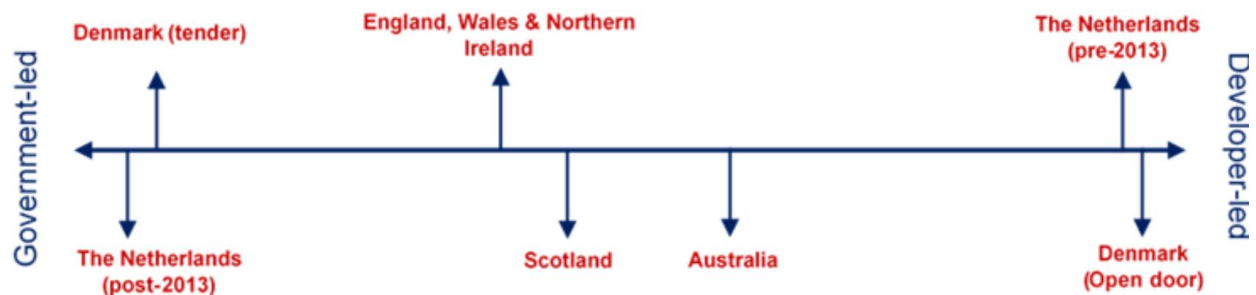 Government-led
Denmark (tender)
England, Wales & Northern
Ireland
The Netherlands
(pre-2013)
Developer-led
The Netherlands
(post-2013)
Scotland
Australia
Denmark
(Open door)